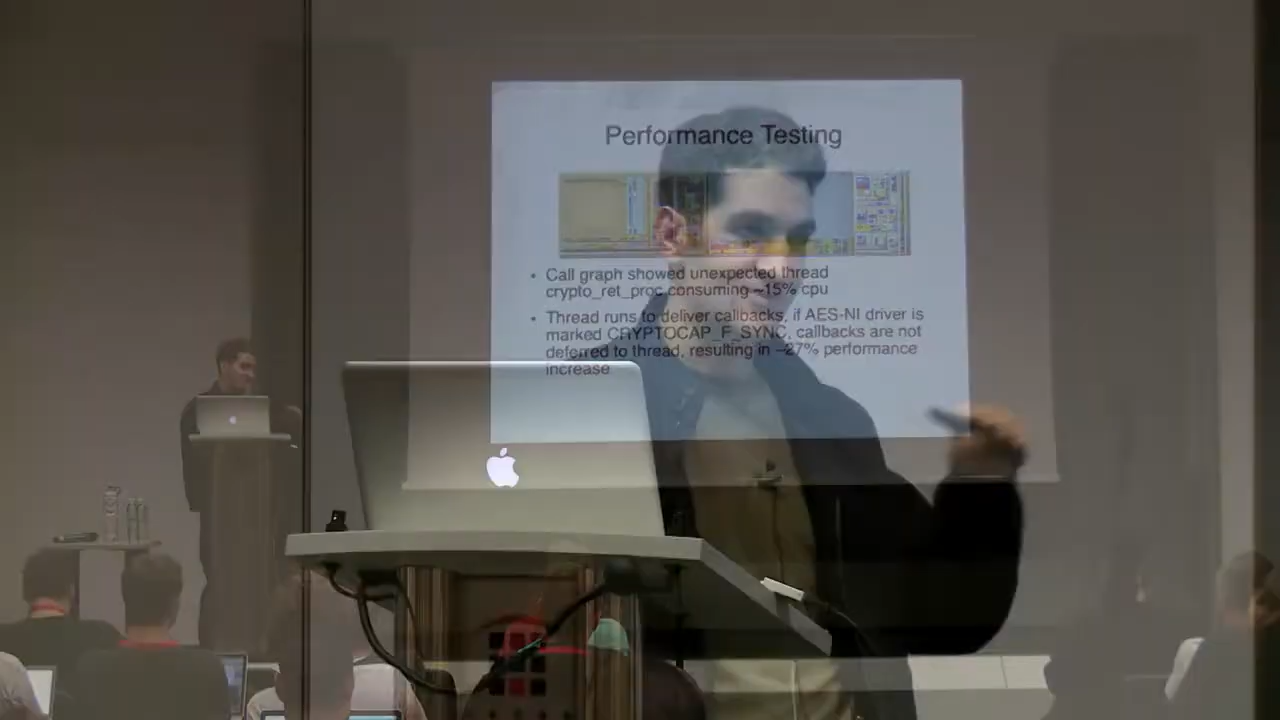 Performance Testing
• Call graph showed unexpected thread
crypto_ret_proc consuming ~15% cpu
• Thread runs to deliver callbacks, if AES-NI driver is
marked CRYPTOCAP_F_SYNC, callbacks are not
deferred to thread, resulting in ~27% performance
increase